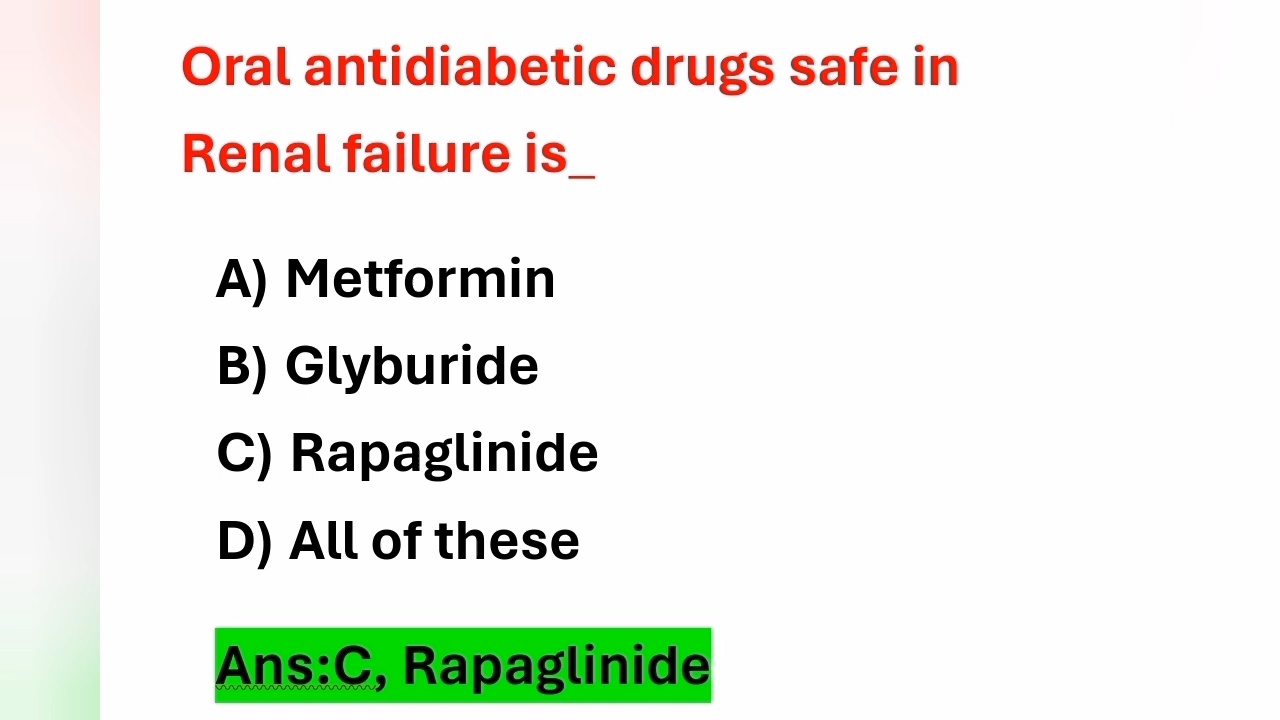 Oral antidiabetic drugs safe in
Renal failure is_
A) Metformin
B) Glyburide
C) Rapaglinide
D) All of these
Ans:C, Rapaglinide